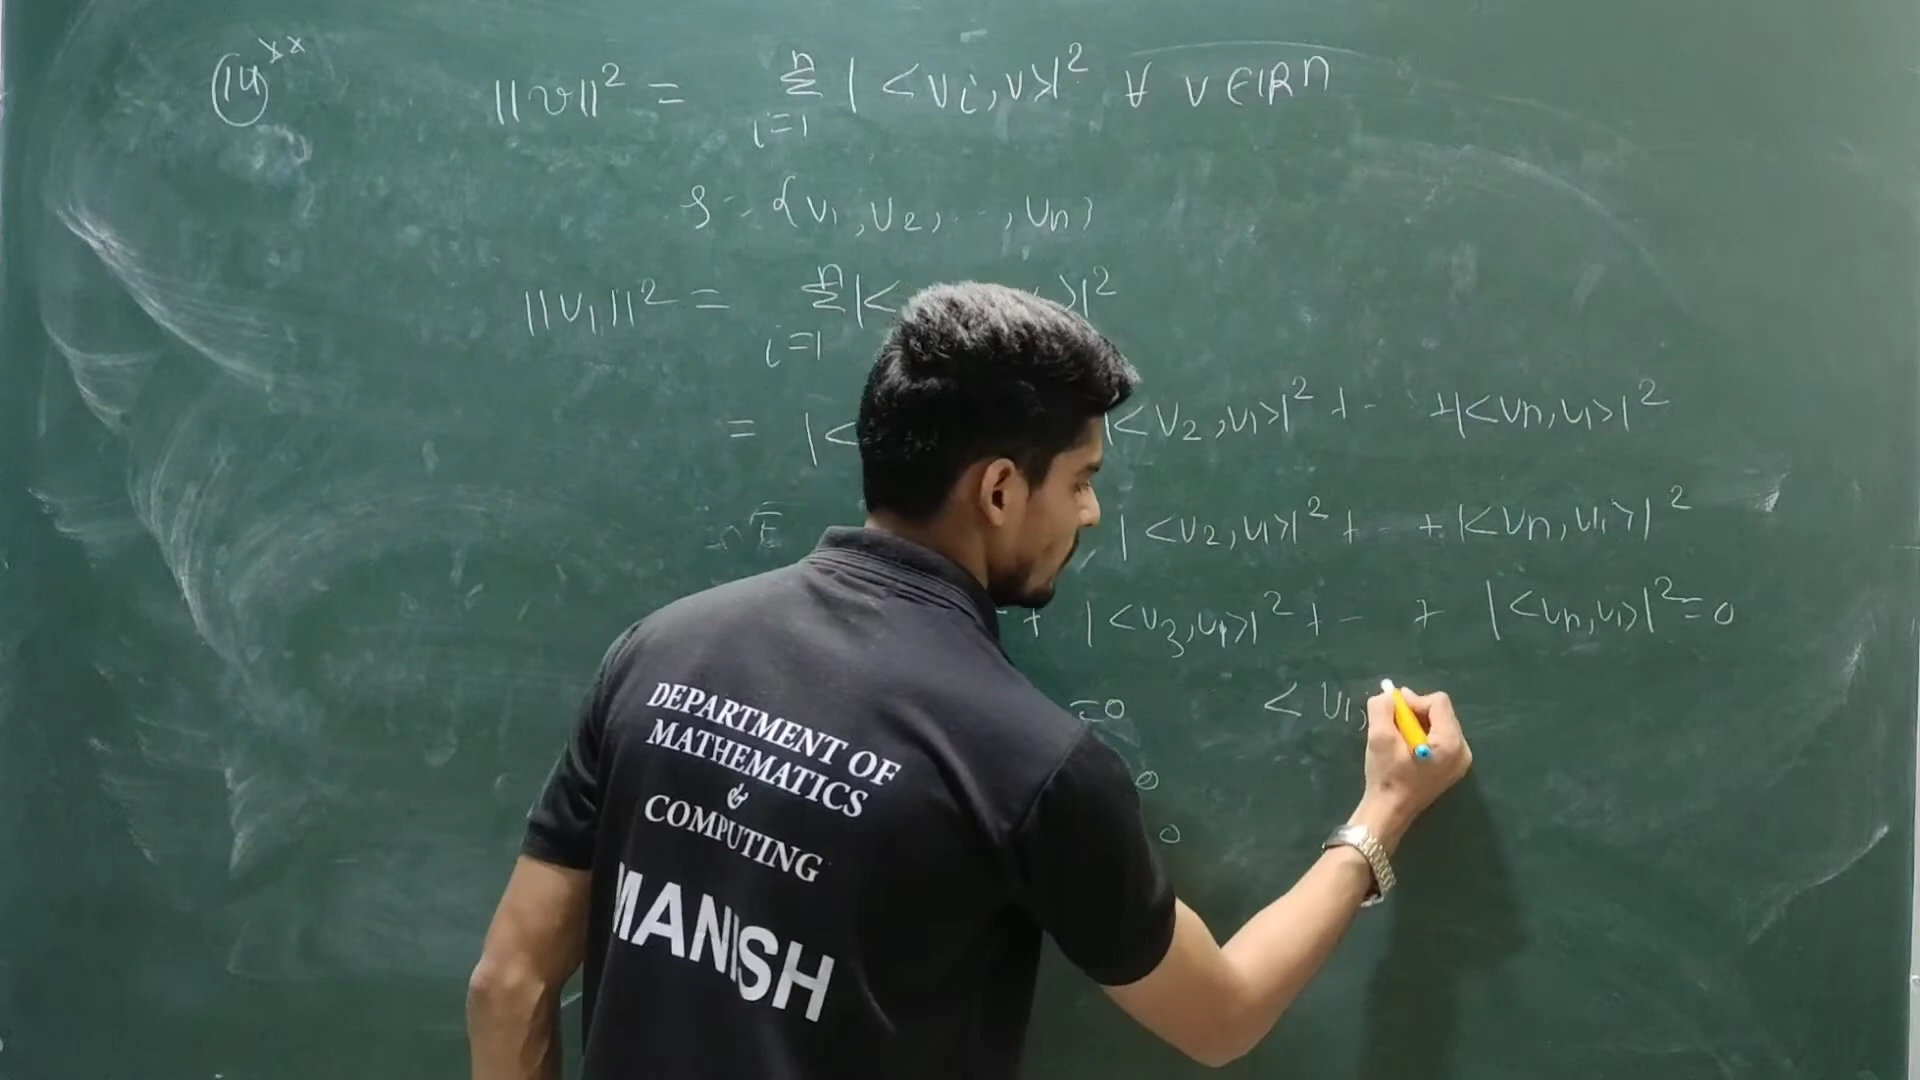 14 xx
||v||² = n Σ i=1 |<vi,v>|² ∀ v∈IRn
S = {v1,v2,..,vn}
||v1||² = n Σ i=1 |< >|²
= |< |<v2,v1>|² + - +|<vn,v1>|²
|<v2,v1>|² + - +|<vn,v1>|²
+ |<v3,v1>|² + - + |<vn,v1>|²=0
=0 <v1,
0
0
DEPARTMENT OF
MATHEMATICS
&
COMPUTING
MANISH